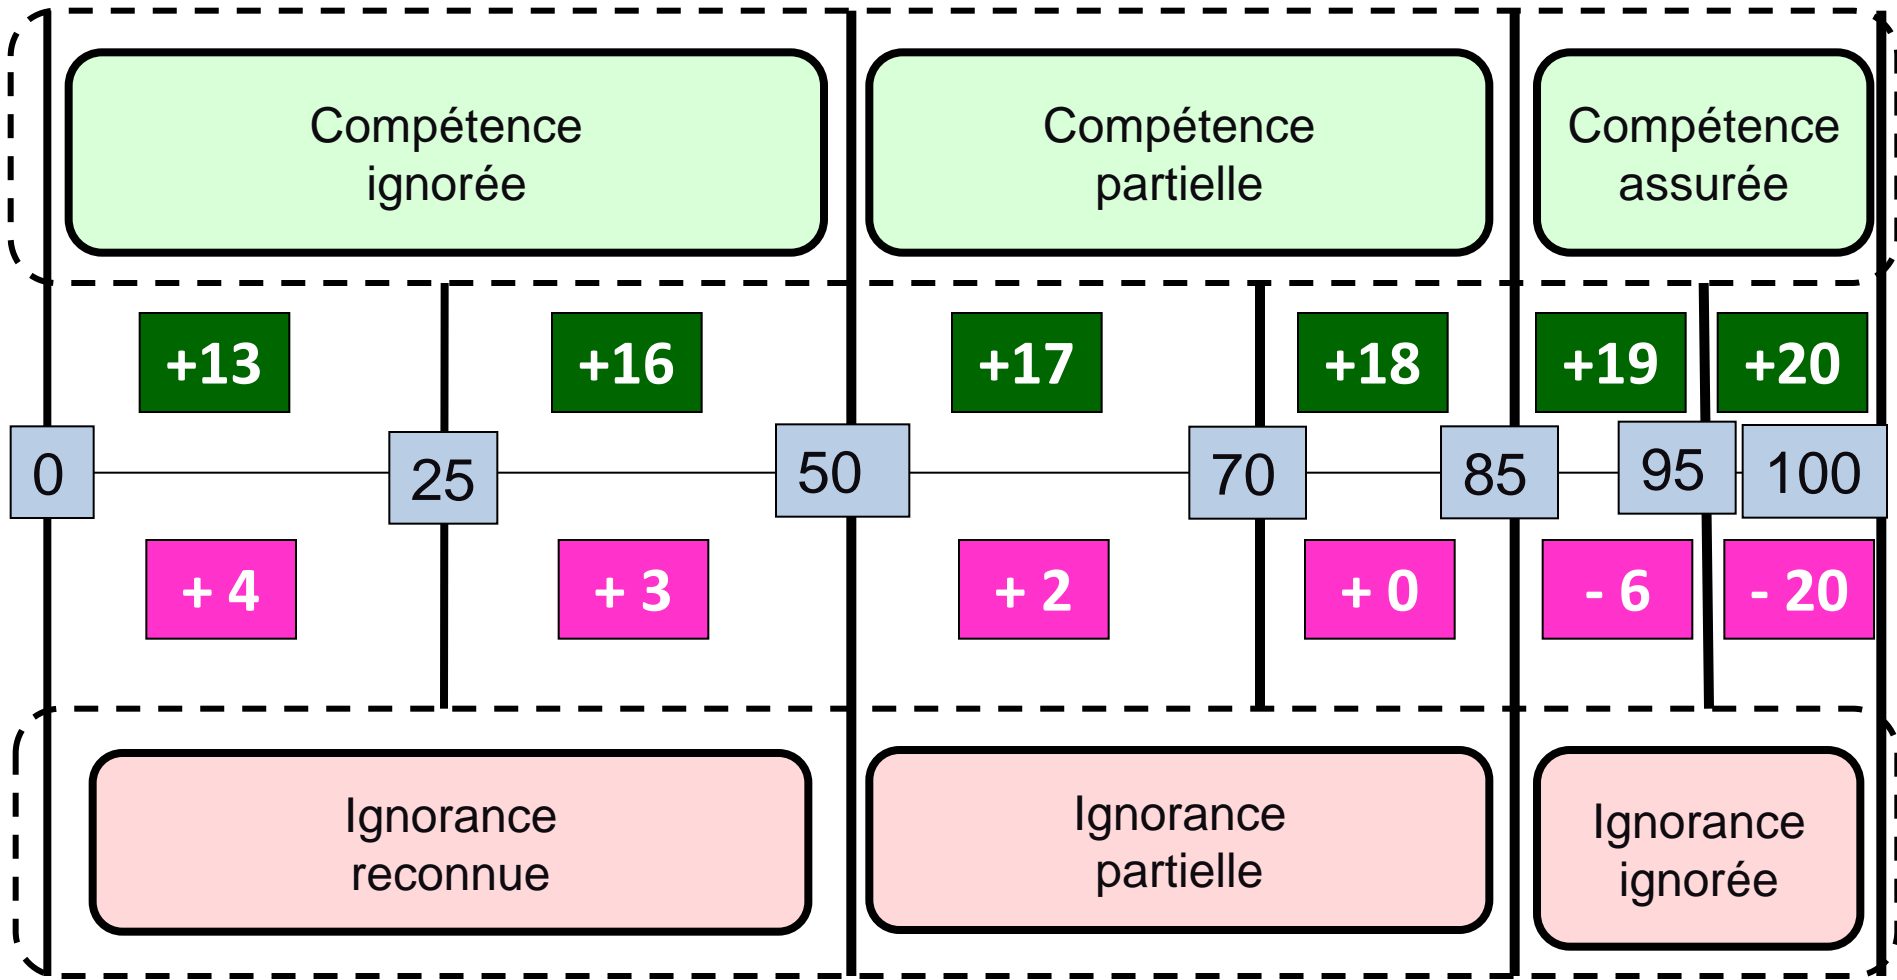 Compétence
ignorée
Compétence
partielle
Compétence
assurée
+13
+16
+17
+18
+19
+20
0
25
50
70
85
95
100
+ 4
+ 3
+ 2
+ 0
- 6
- 20
Ignorance
reconnue
Ignorance
partielle
Ignorance
ignorée